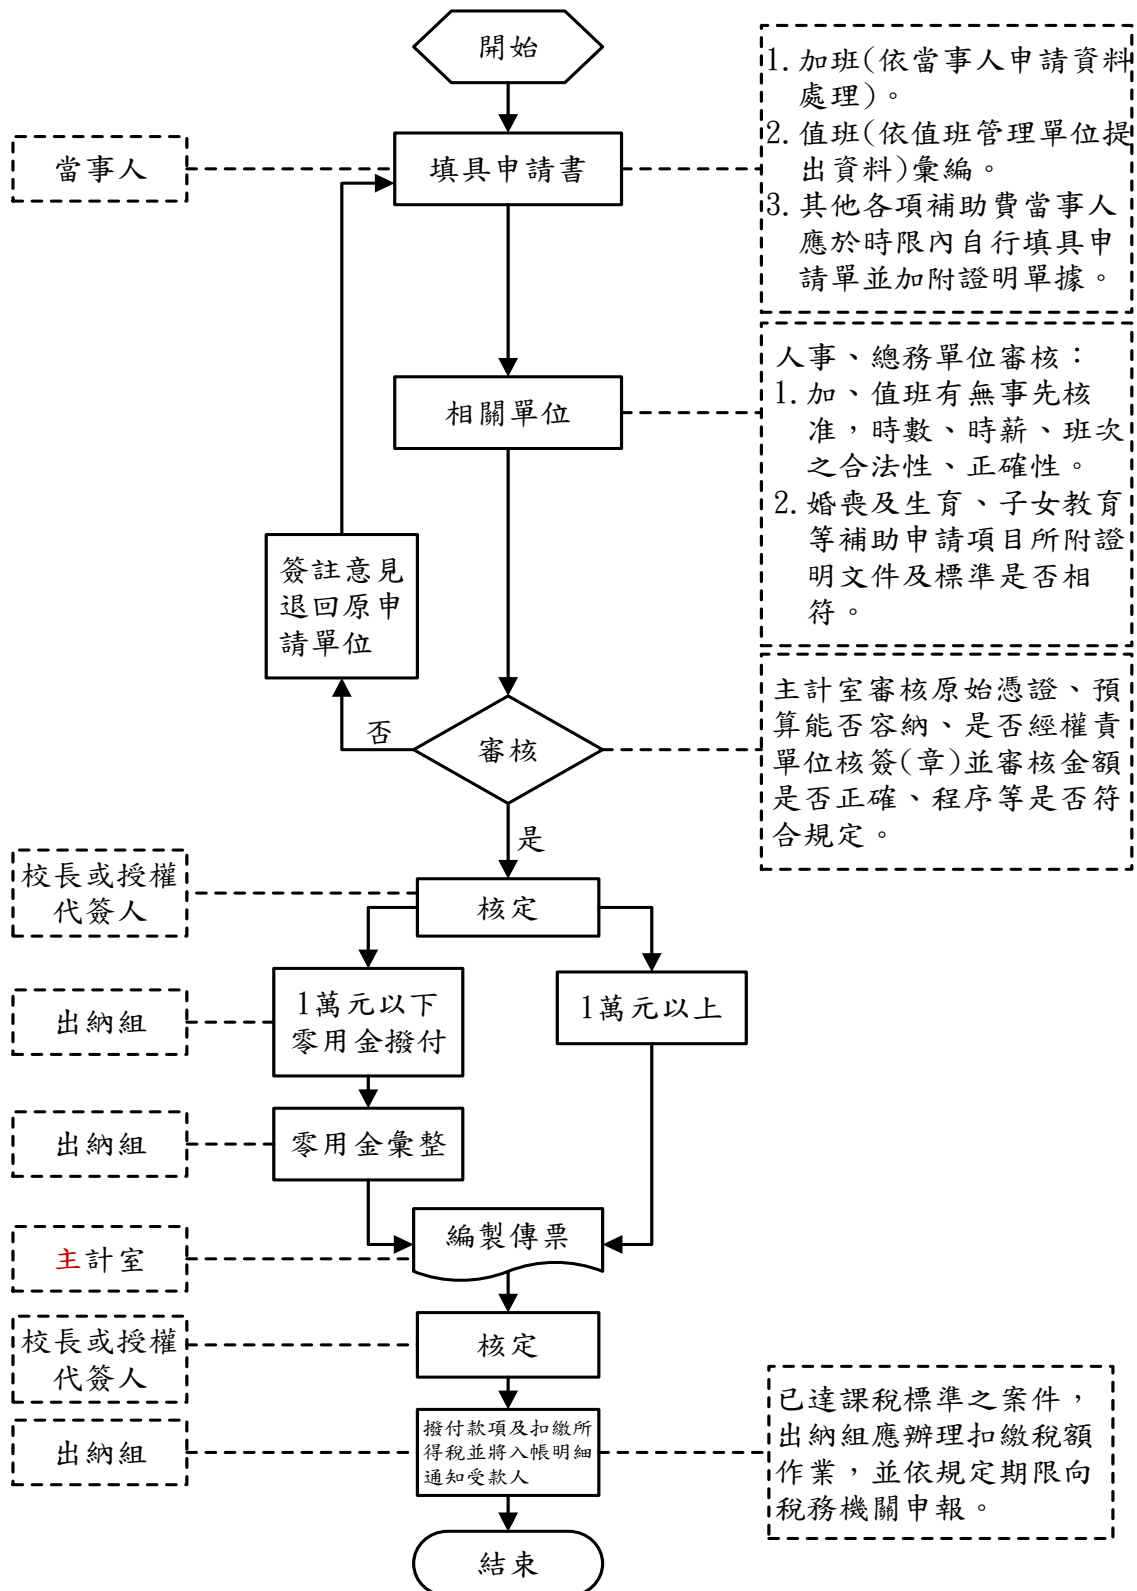 開始
1. 加班(依當事人申請資料
處理)。
2. 值班(依值班管理單位提
出資料)彙編。
3. 其他各項補助費當事人
應於時限內自行填具申
請單並加附證明單據。
當事人
填具申請書
人事、總務單位審核：
1. 加、值班有無事先核
准，時數、時薪、班次
之合法性、正確性。
2. 婚喪及生育、子女教育
等補助申請項目所附證
明文件及標準是否相
符。
相關單位
簽註意見
退回原申
請單位
主計室審核原始憑證、預
算能否容納、是否經權責
單位核簽(章)並審核金額
是否正確、程序等是否符
合規定。
否
審核
是
校長或授權
代簽人
核定
出納組
1萬元以下
零用金撥付
1萬元以上
出納組
零用金彙整
主計室
編製傳票
校長或授權
代簽人
核定
出納組
撥付款項及扣繳所
得稅並將入帳明細
通知受款人
已達課稅標準之案件，
出納組應辦理扣繳稅額
作業，並依規定期限向
稅務機關申報。
結束